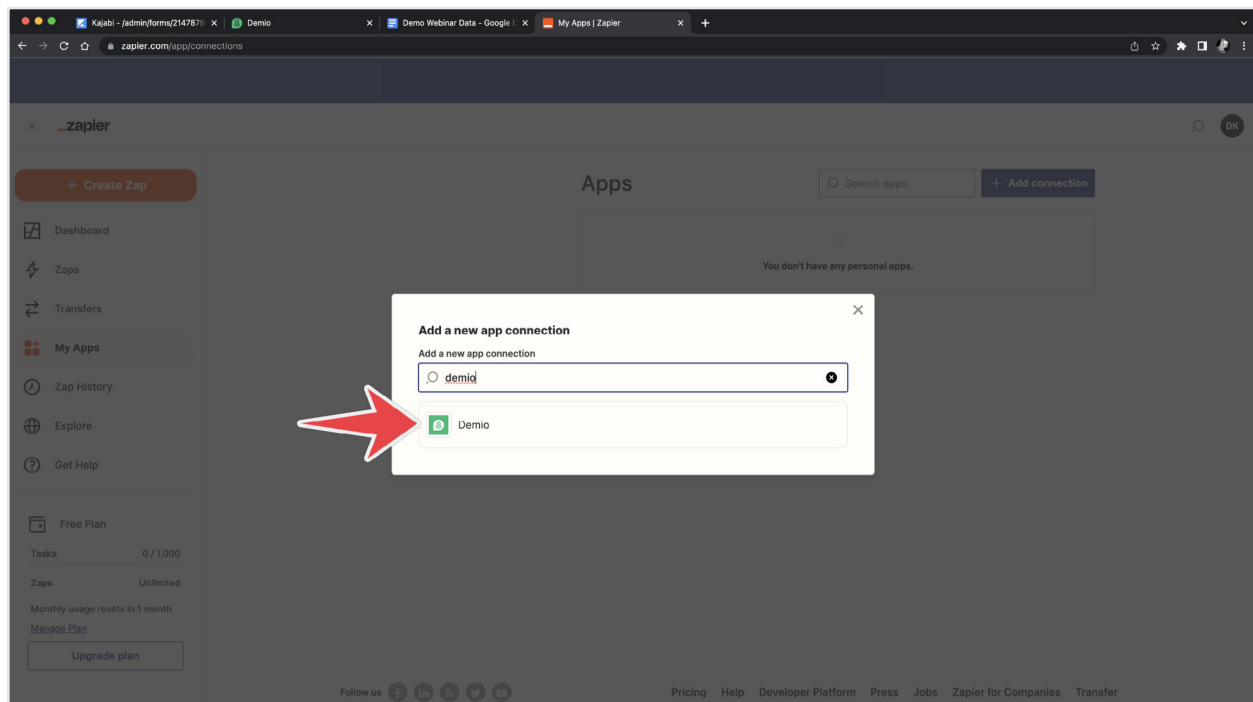 Kajabi - /admin/forms/2147879
Demio
Demo Webinar Data - Google D
My Apps | Zapier
zapier.com/app/connections
_zapier
DK
+ Create Zap
Apps
Search apps
+ Add connection
Dashboard
You don't have any personal apps.
Zaps
Transfers
Add a new app connection
My Apps
Add a new app connection
demio
Zap History
Demio
Explore
Get Help
Free Plan
Tasks 0 / 1,000
Zaps Unlimited
Monthly usage resets in 1 month
Manage Plan
Upgrade plan
Follow us
Pricing Help Developer Platform Press Jobs Zapier for Companies Transfer